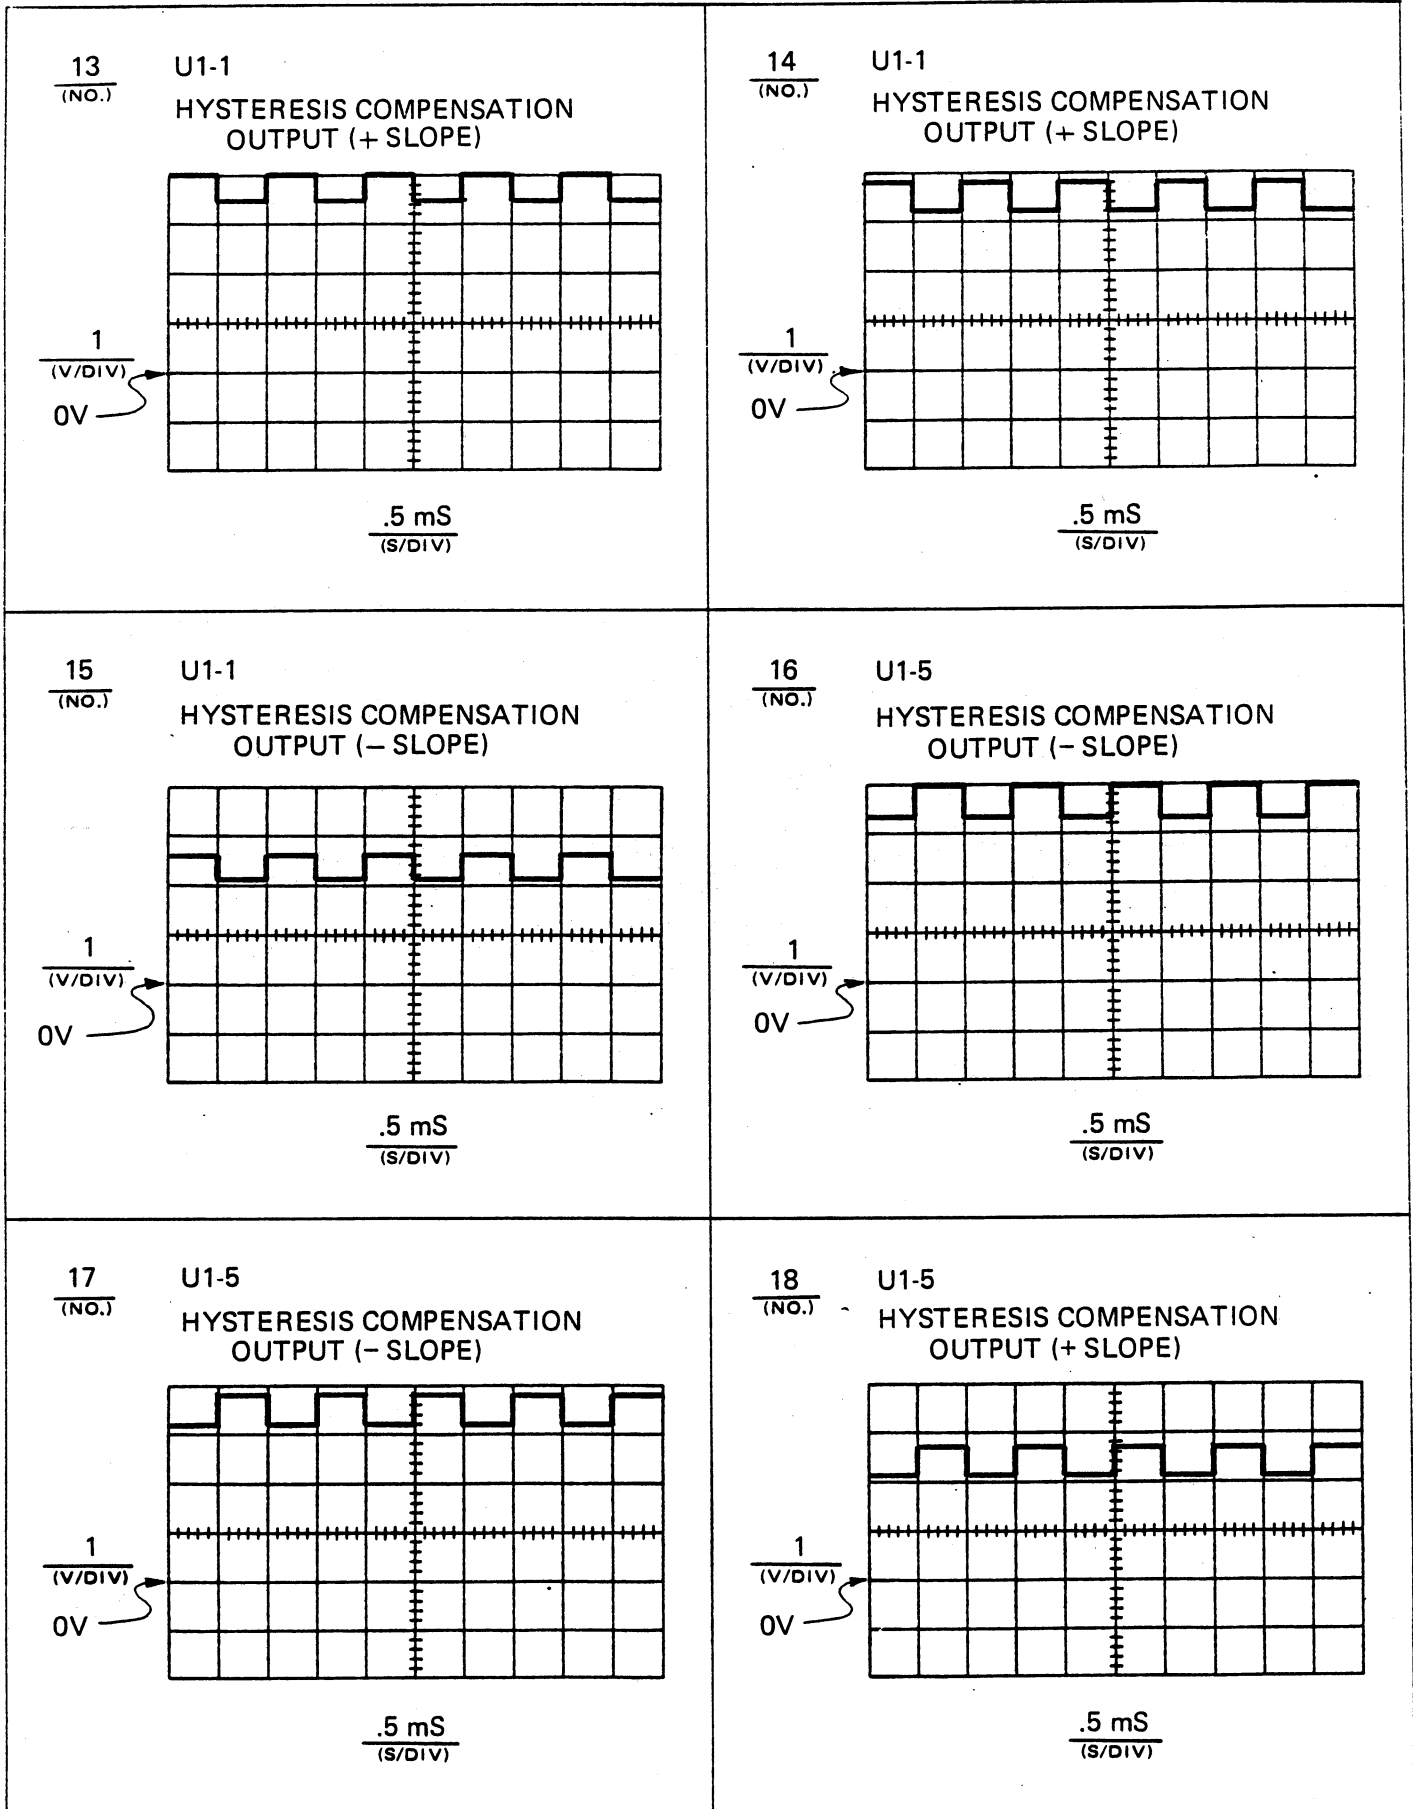 13
(NO.)
U1-1
HYSTERESIS COMPENSATION
OUTPUT (+ SLOPE)
1
(V/DIV)
0V
.5 mS
(S/DIV)
14
(NO.)
U1-1
HYSTERESIS COMPENSATION
OUTPUT (+ SLOPE)
1
(V/DIV)
0V
.5 mS
(S/DIV)
15
(NO.)
U1-1
HYSTERESIS COMPENSATION
OUTPUT (– SLOPE)
1
(V/DIV)
0V
.5 mS
(S/DIV)
16
(NO.)
U1-5
HYSTERESIS COMPENSATION
OUTPUT (– SLOPE)
1
(V/DIV)
0V
.5 mS
(S/DIV)
17
(NO.)
U1-5
HYSTERESIS COMPENSATION
OUTPUT (– SLOPE)
1
(V/DIV)
0V
.5 mS
(S/DIV)
18
(NO.)
U1-5
HYSTERESIS COMPENSATION
OUTPUT (+ SLOPE)
1
(V/DIV)
0V
.5 mS
(S/DIV)